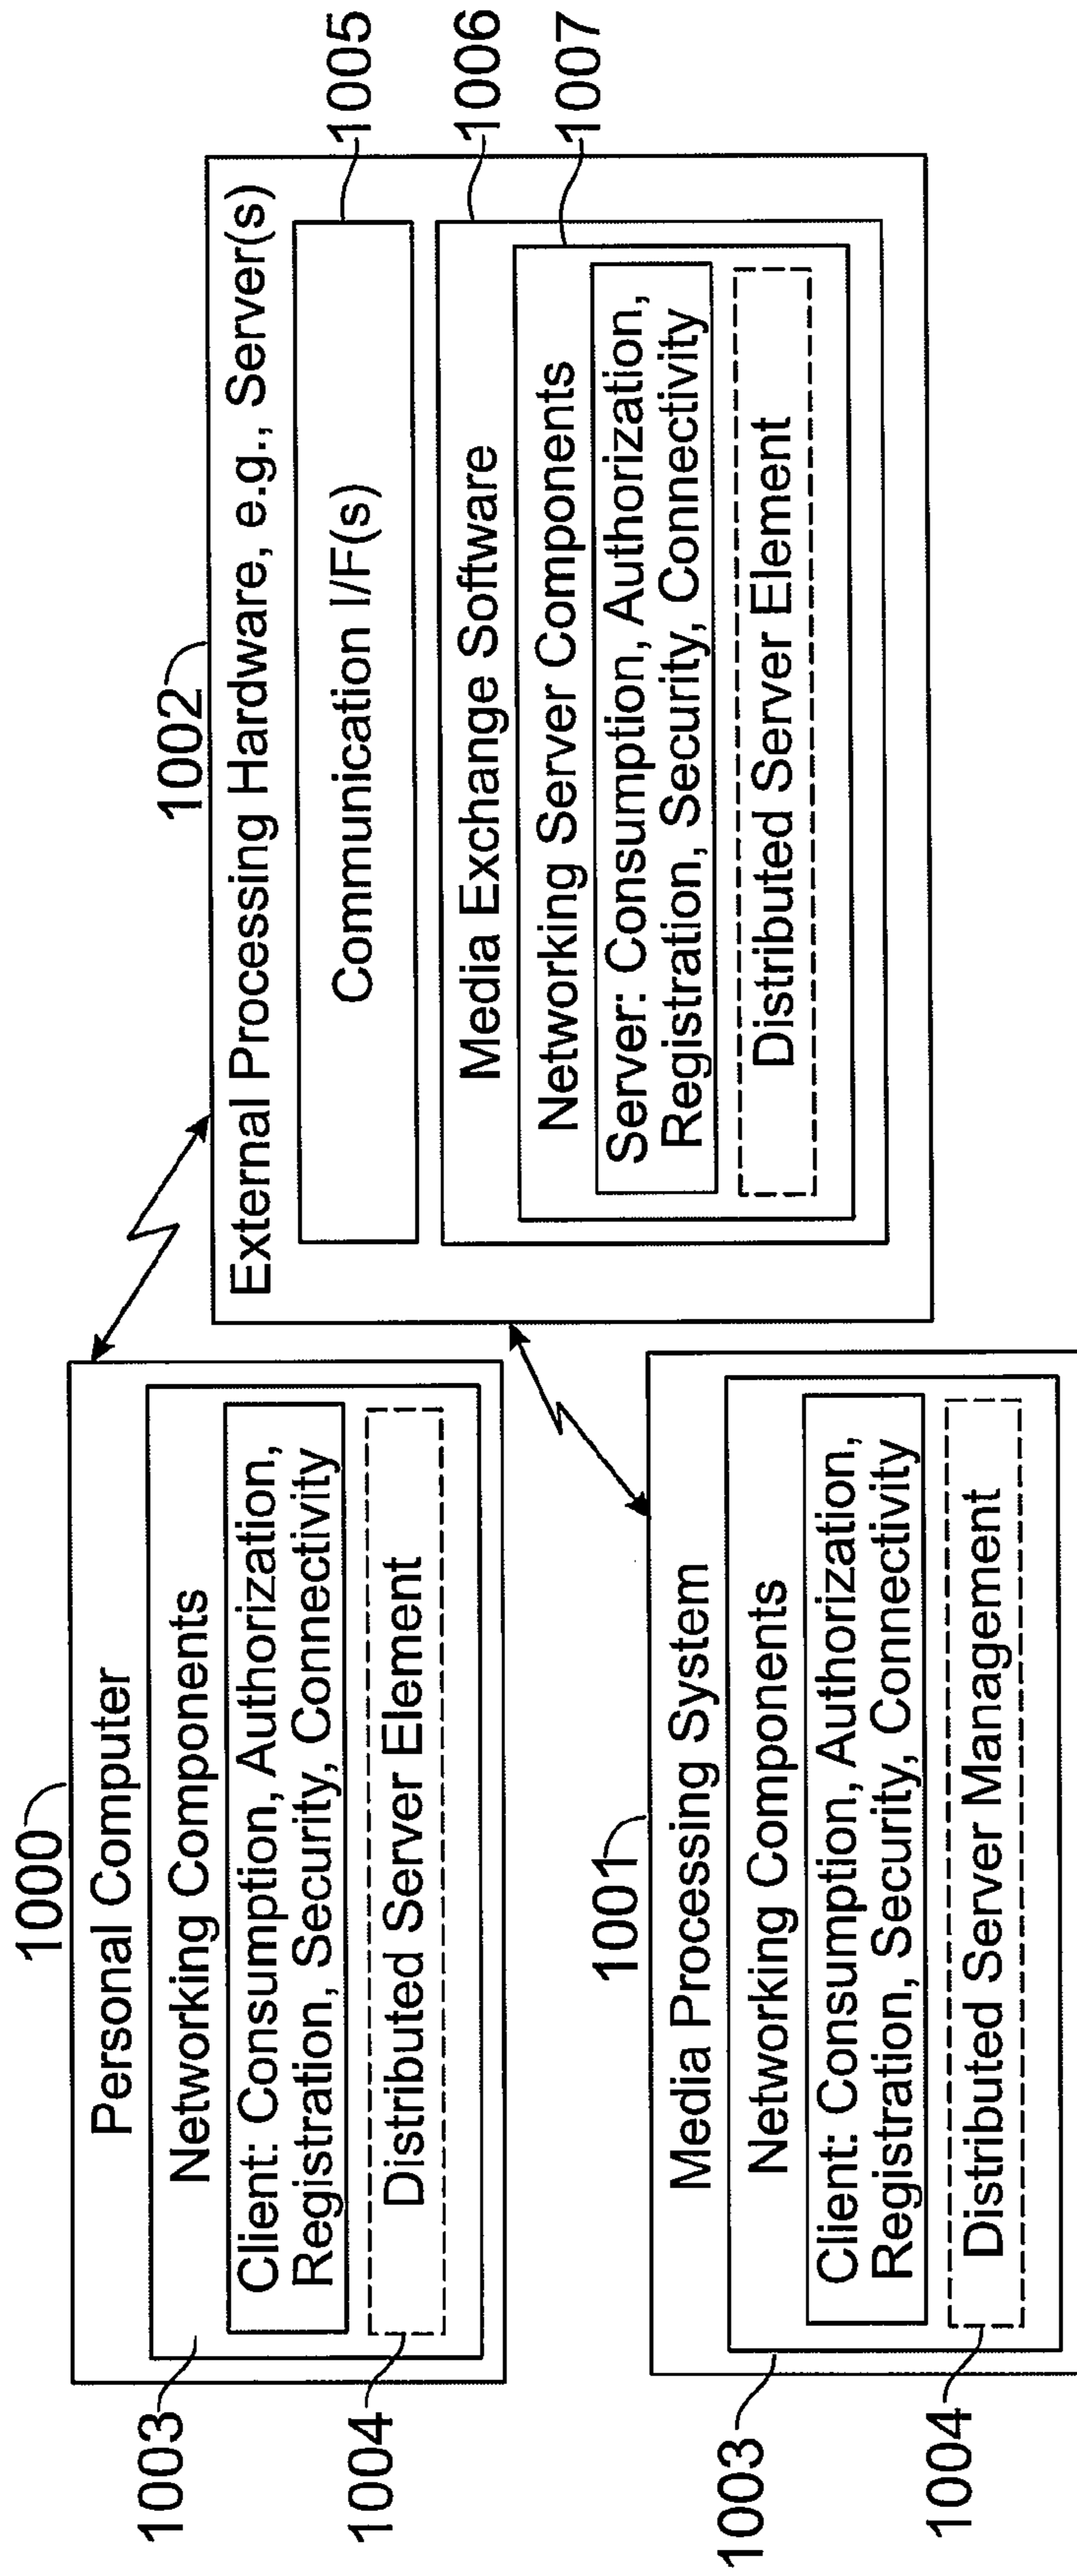 1000
Personal Computer
Networking Components
Client: Consumption, Authorization,
Registration, Security, Connectivity
Distributed Server Element
1003
1004
1002
External Processing Hardware, e.g., Server(s)
Communication I/F(s)
Media Exchange Software
Networking Server Components
Server: Consumption, Authorization,
Registration, Security, Connectivity
Distributed Server Element
1005
1006
1007
1001
Media Processing System
Networking Components
Client: Consumption, Authorization,
Registration, Security, Connectivity
Distributed Server Management
1003
1004